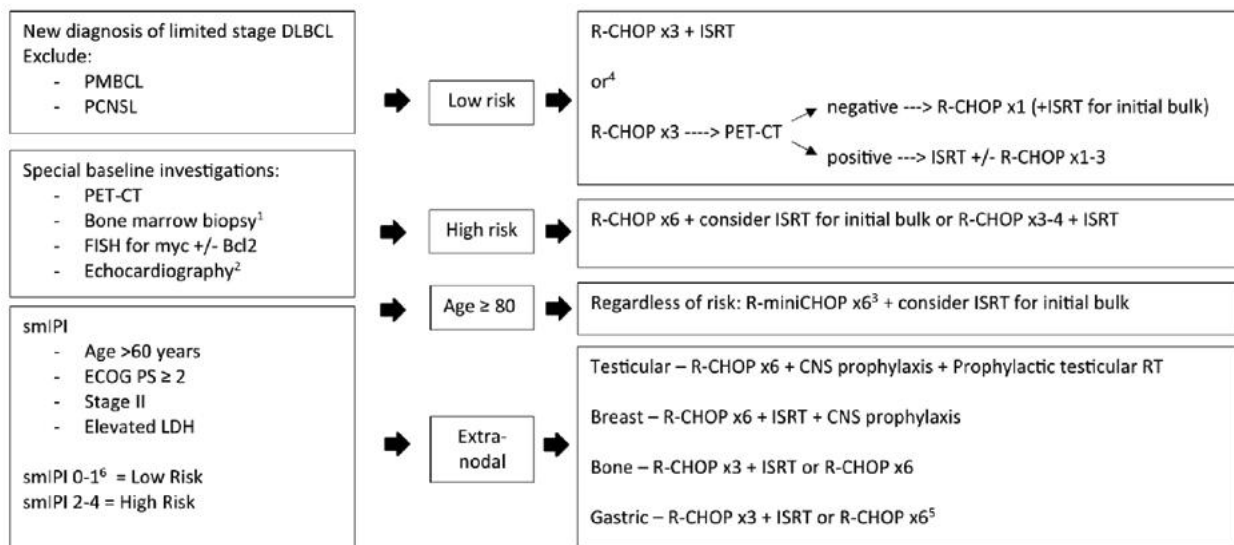 New diagnosis of limited stage DLBCL
Exclude:
- PMBCL
- PCNSL
Special baseline investigations:
- PET-CT
- Bone marrow biopsy1
- FISH for myc +/- Bcl2
- Echocardiography2
smIPI
- Age >60 years
- ECOG PS ≥ 2
- Stage II
- Elevated LDH
smIPI 0-16 = Low Risk
smIPI 2-4 = High Risk
Low risk
High risk
Age ≥ 80
Extra-
nodal
R-CHOP x3 + ISRT
or4
R-CHOP x3 ----> PET-CT
negative ---> R-CHOP x1 (+ISRT for initial bulk)
positive ---> ISRT +/- R-CHOP x1-3
R-CHOP x6 + consider ISRT for initial bulk or R-CHOP x3-4 + ISRT
Regardless of risk: R-miniCHOP x63 + consider ISRT for initial bulk
Testicular – R-CHOP x6 + CNS prophylaxis + Prophylactic testicular RT
Breast – R-CHOP x6 + ISRT + CNS prophylaxis
Bone – R-CHOP x3 + ISRT or R-CHOP x6
Gastric – R-CHOP x3 + ISRT or R-CHOP x65